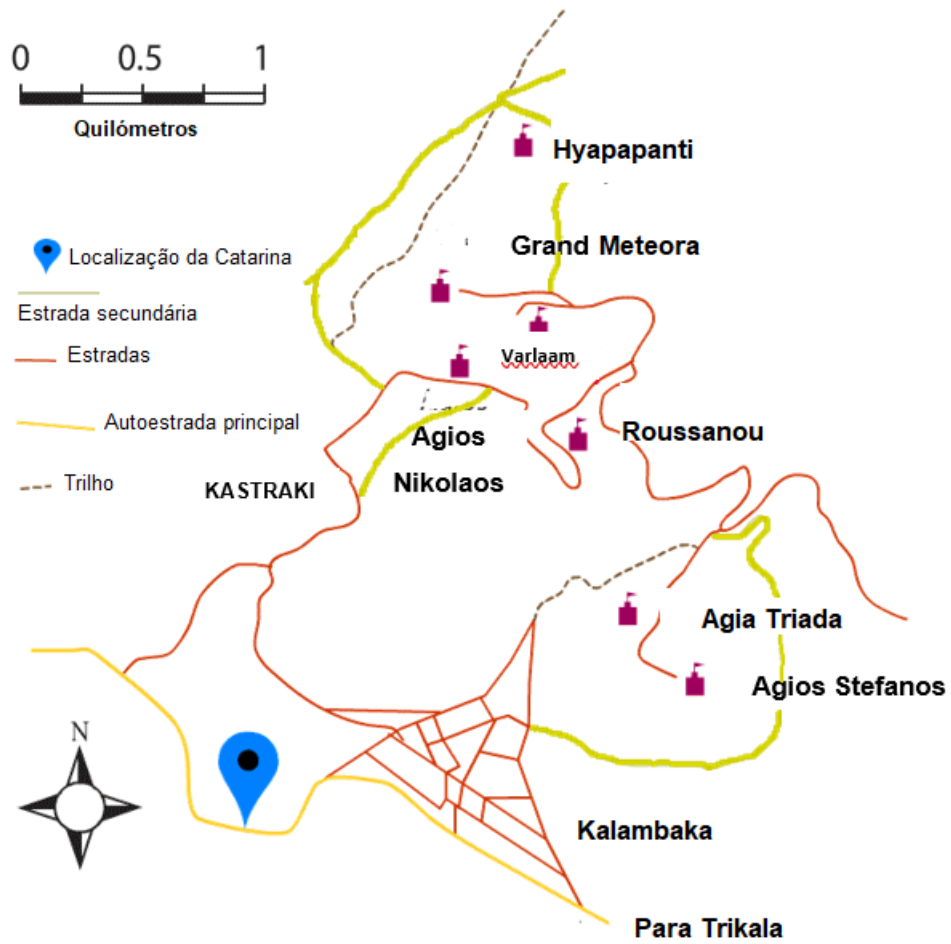 0 0.5 1
Quilómetros
Hyapapanti
Grand Meteora
Localização da Catarina
Estrada secundária
Estradas
Varlaam
Autoestrada principal
Agios
Nikolaos
Roussanou
Trilho
KASTRAKI
Agia Triada
Agios Stefanos
N
Kalambaka
Para Trikala